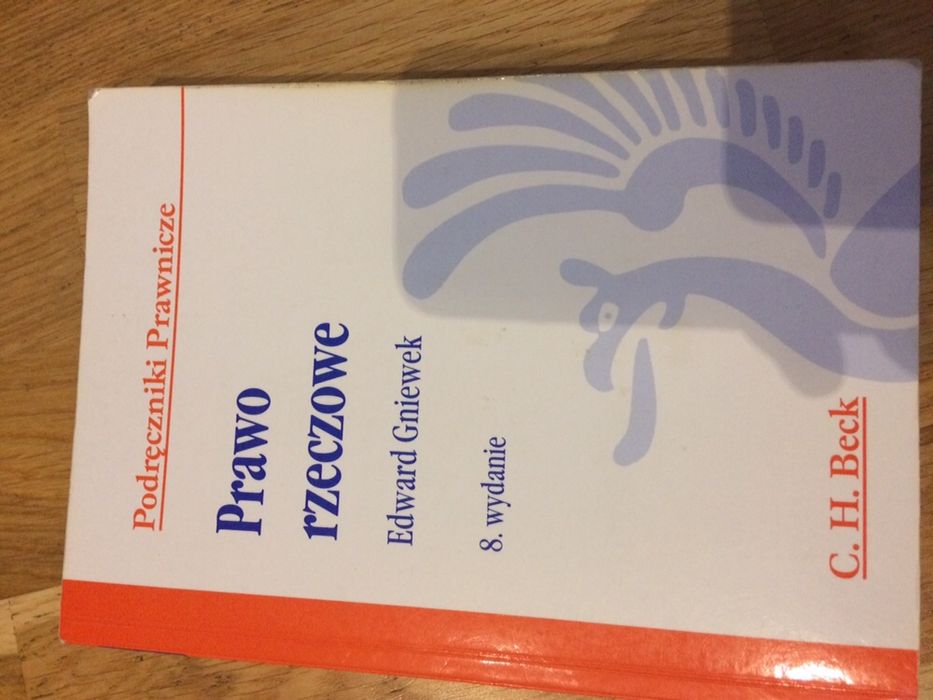 Podręczniki Prawnicze
Prawo
rzeczowe
Edward Gniewek
8. wydanie
C. H. Beck